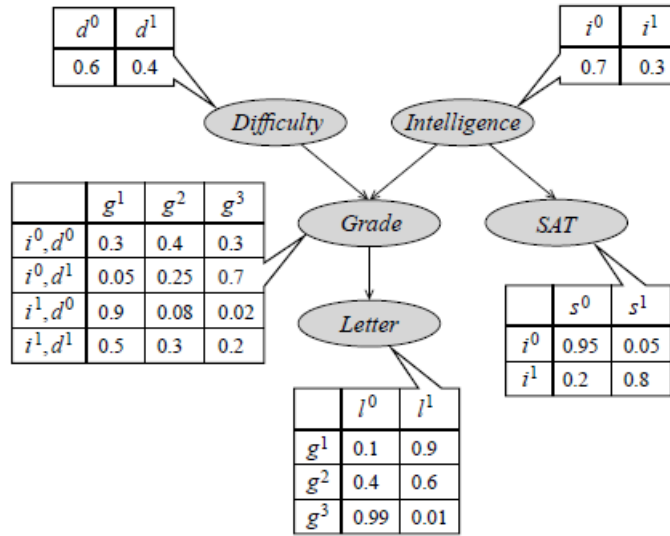 d⁰ d¹
0.6 0.4
i⁰ i¹
0.7 0.3
Difficulty
Intelligence
g¹ g² g³
i⁰, d⁰ 0.3 0.4 0.3
i⁰, d¹ 0.05 0.25 0.7
i¹, d⁰ 0.9 0.08 0.02
i¹, d¹ 0.5 0.3 0.2
Grade
SAT
Letter
s⁰ s¹
i⁰ 0.95 0.05
i¹ 0.2 0.8
l⁰ l¹
g¹ 0.1 0.9
g² 0.4 0.6
g³ 0.99 0.01